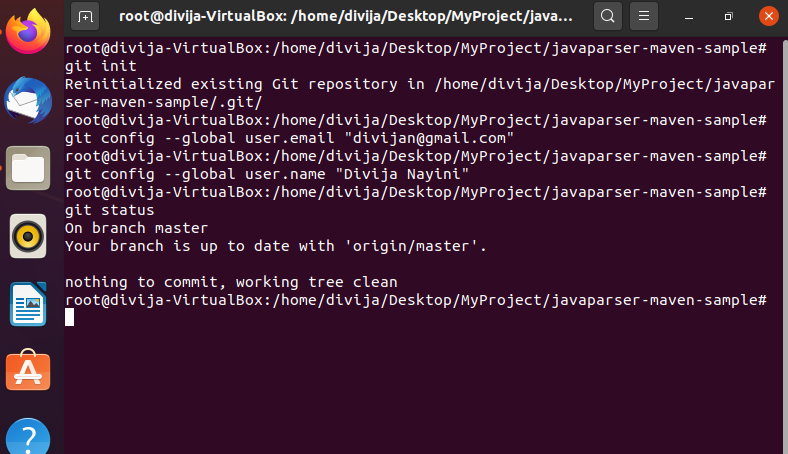 root@divija-VirtualBox: /home/divija/Desktop/MyProject/java...
root@divija-VirtualBox:/home/divija/Desktop/MyProject/javaparser-maven-sample#
git init
Reinitialized existing Git repository in /home/divija/Desktop/MyProject/javapar
ser-maven-sample/.git/
root@divija-VirtualBox:/home/divija/Desktop/MyProject/javaparser-maven-sample#
git config --global user.email "divijan@gmail.com"
root@divija-VirtualBox:/home/divija/Desktop/MyProject/javaparser-maven-sample#
git config --global user.name "Divija Nayini"
root@divija-VirtualBox:/home/divija/Desktop/MyProject/javaparser-maven-sample#
git status
On branch master
Your branch is up to date with 'origin/master'.
nothing to commit, working tree clean
root@divija-VirtualBox:/home/divija/Desktop/MyProject/javaparser-maven-sample#